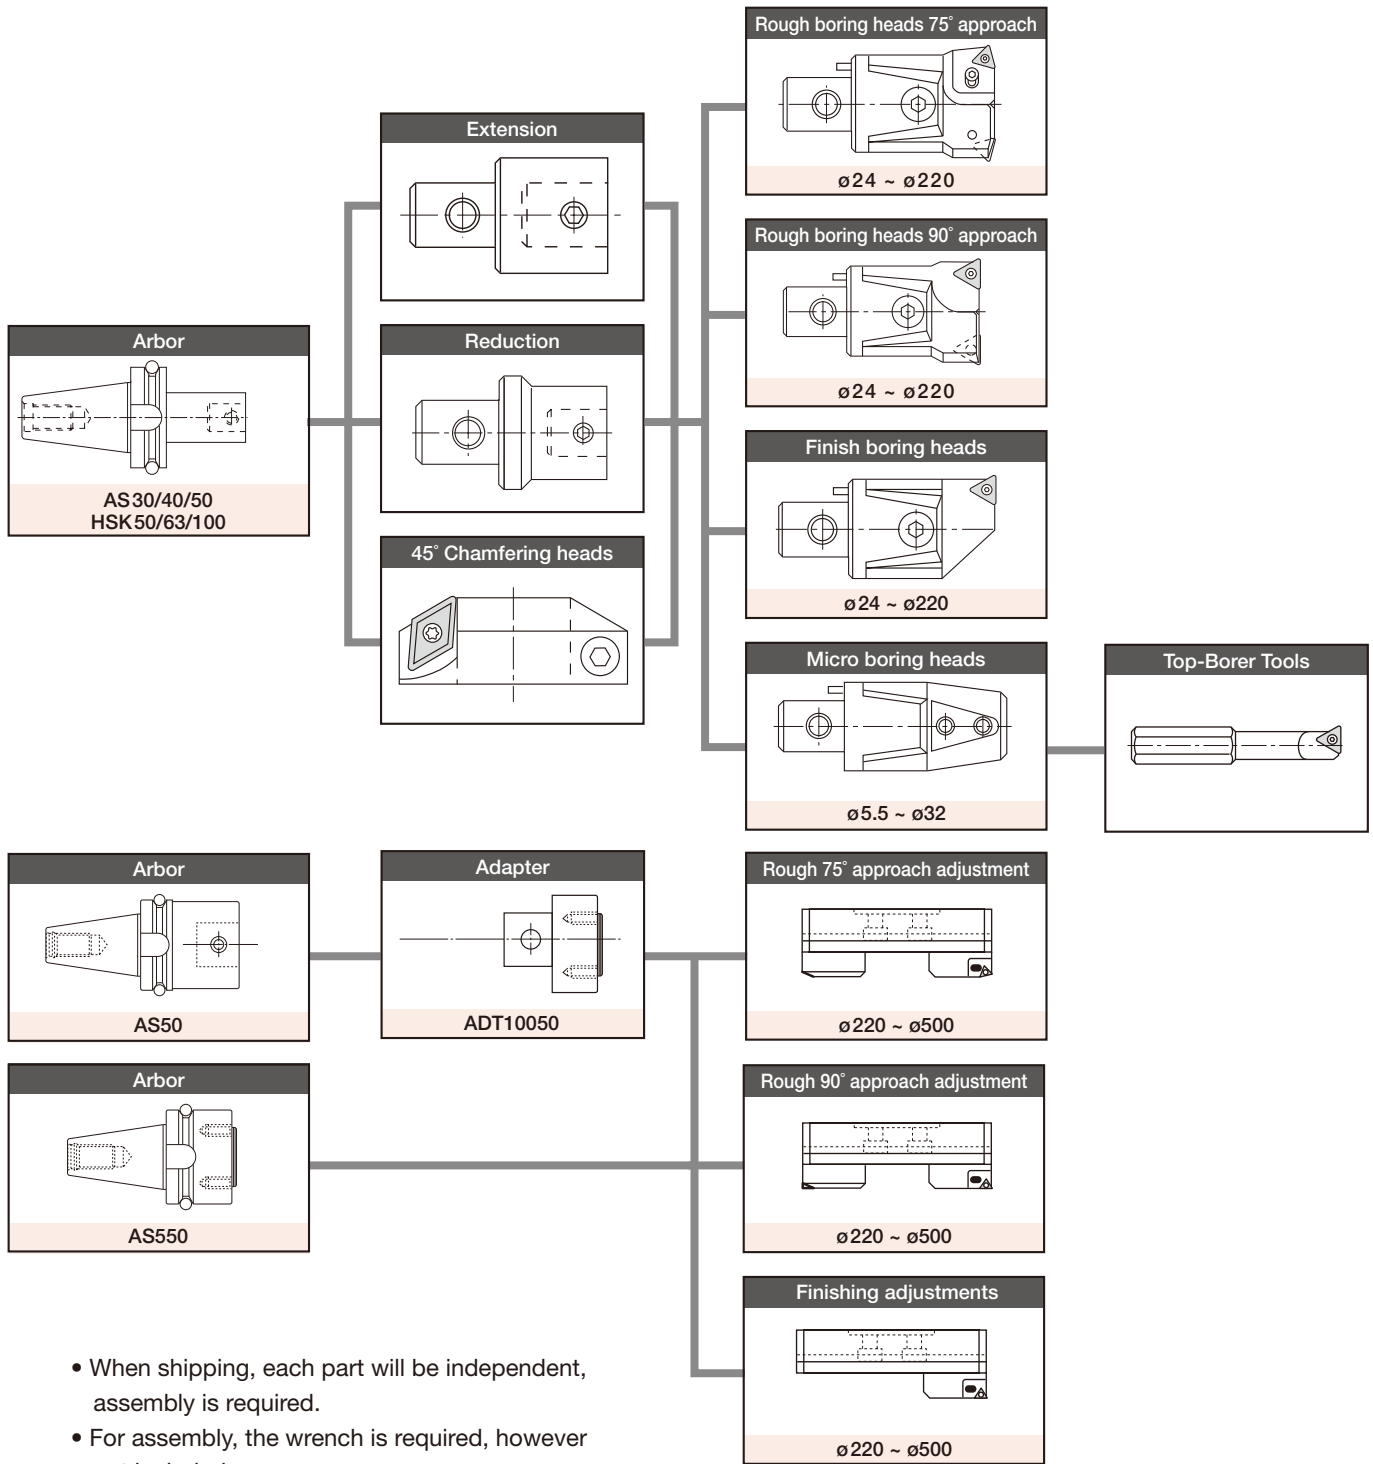 Rough boring heads 75° approach
ø24 ~ ø220
Extension
Rough boring heads 90° approach
ø24 ~ ø220
Arbor
AS30/40/50
HSK50/63/100
Reduction
Finish boring heads
ø24 ~ ø220
45° Chamfering heads
Micro boring heads
ø5.5 ~ ø32
Top-Borer Tools
Arbor
AS50
Adapter
ADT10050
Rough 75° approach adjustment
ø220 ~ ø500
Arbor
AS550
Rough 90° approach adjustment
ø220 ~ ø500
Finishing adjustments
ø220 ~ ø500
• When shipping, each part will be independent,
assembly is required.
• For assembly, the wrench is required, however